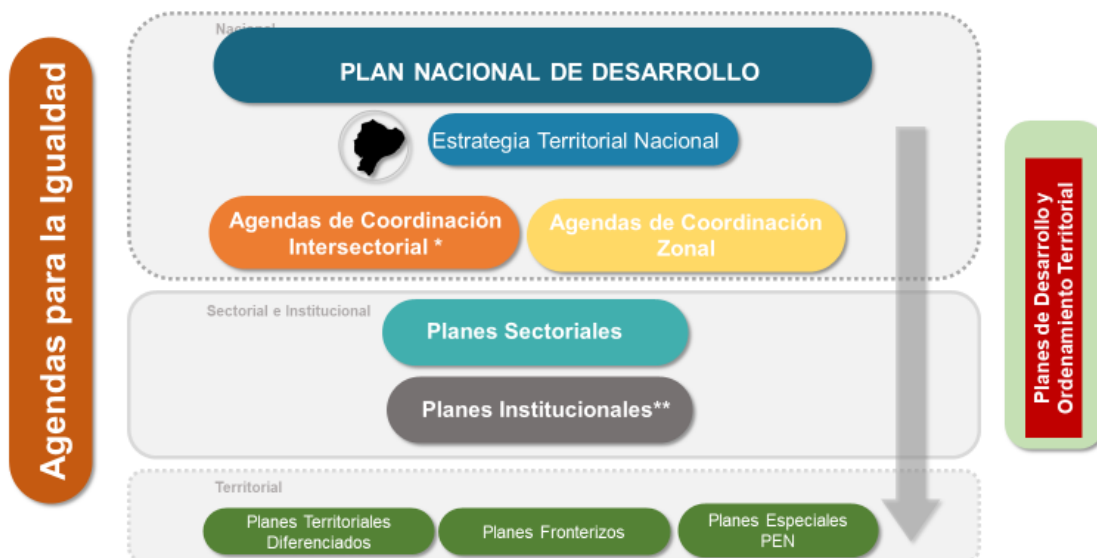 Agendas para la Igualdad
Nacional
PLAN NACIONAL DE DESARROLLO
Estrategia Territorial Nacional
Agendas de Coordinación
Intersectorial *
Agendas de Coordinación
Zonal
Sectorial e Institucional
Planes Sectoriales
Planes Institucionales**
Territorial
Planes Territoriales
Diferenciados
Planes Fronterizos
Planes Especiales
PEN
Planes de Desarrollo y
Ordenamiento Territorial